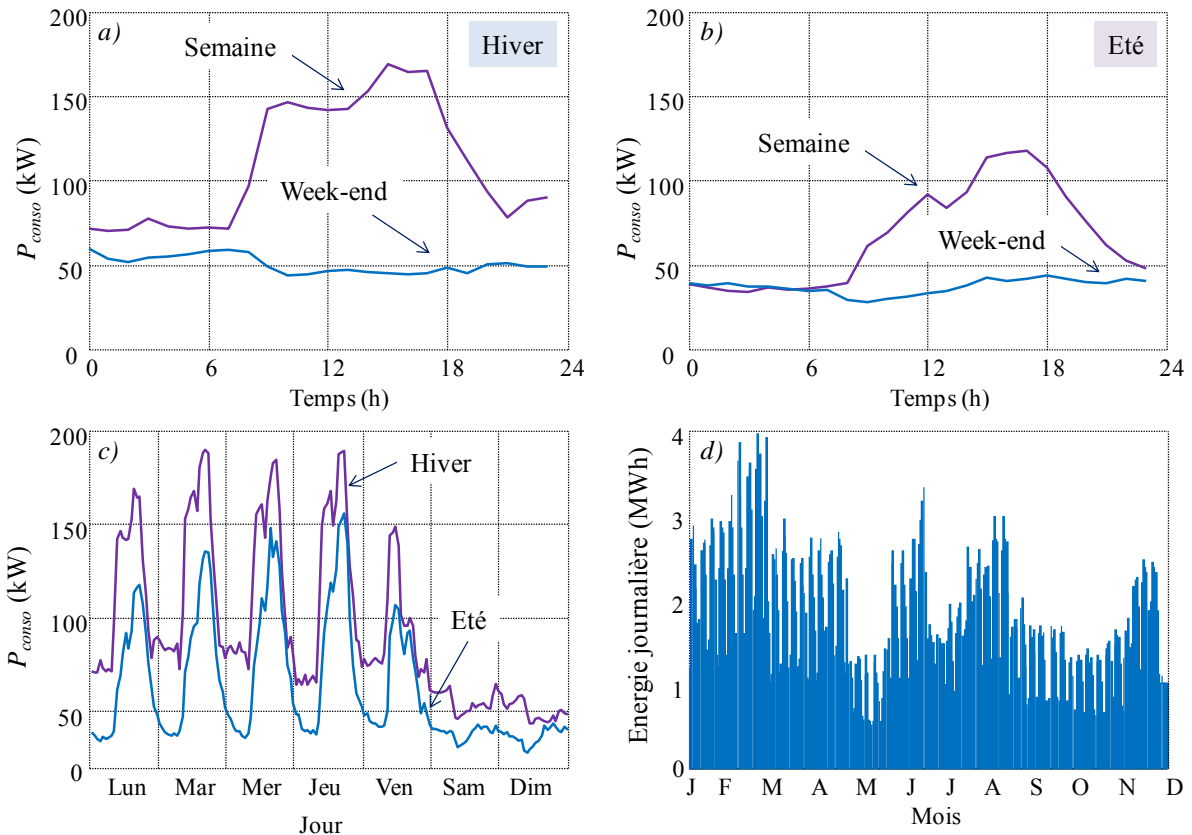 a)
Hiver
Semaine
Week-end
P_conso (kW)
200
150
100
50
0
0 6 12 18 24
Temps (h)
b)
Eté
Semaine
Week-end
P_conso (kW)
200
150
100
50
0
0 6 12 18 24
Temps (h)
c)
Hiver
Eté
P_conso (kW)
200
150
100
50
0
Lun Mar Mer Jeu Ven Sam Dim
Jour
d)
Energie journalière (MWh)
4
3
2
1
0
J F M A M J J A S O N D
Mois